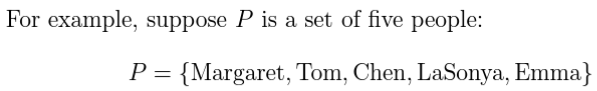 For example, suppose P is a set of five people:
P = {Margaret, Tom, Chen, LaSonya, Emma}